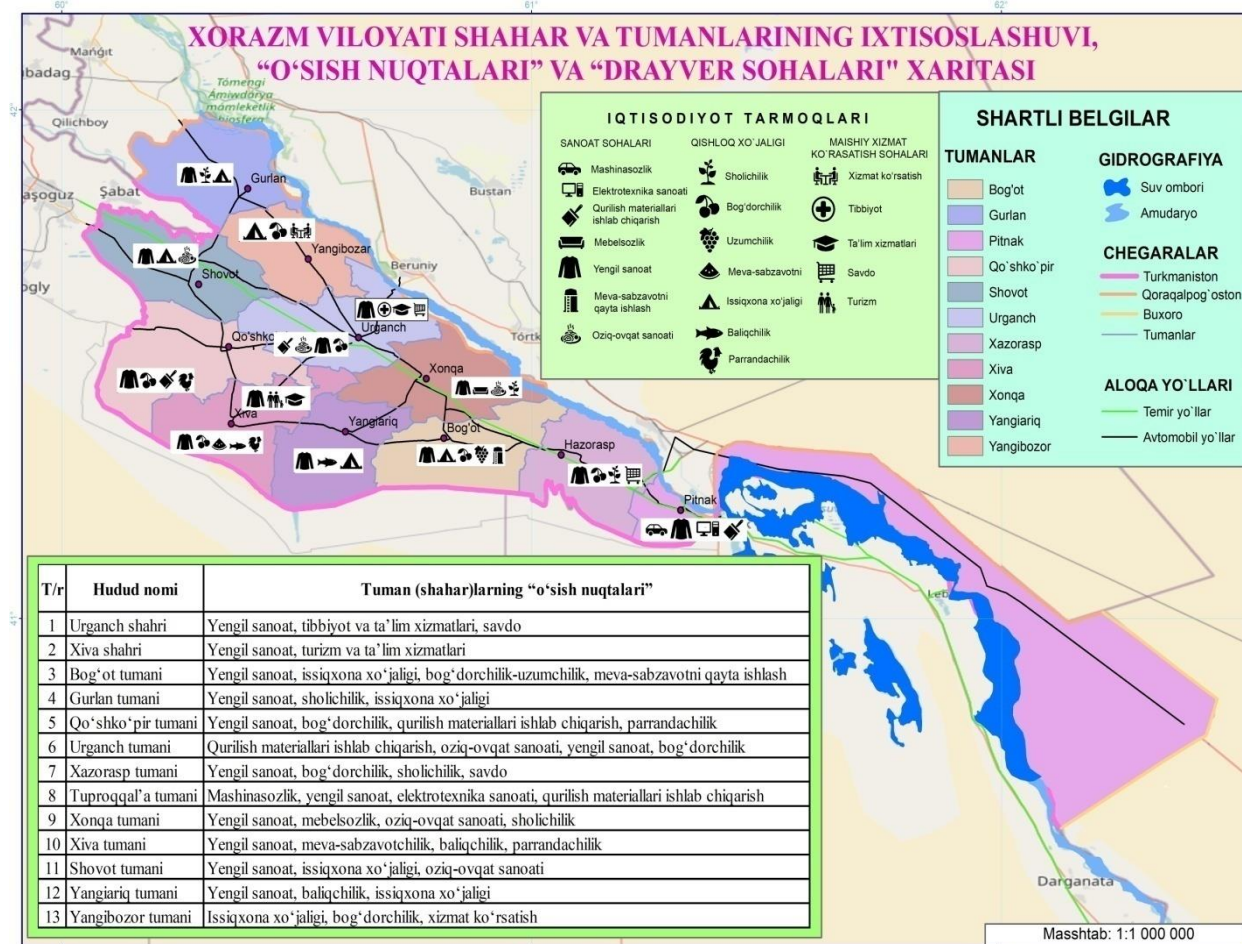 60
61
62
XORAZM VILOYATI SHAHAR VA TUMANLARINING IXTISOSLASHUVI,
“O‘SISH NUQTALARI” VA “DRAYVER SOHALARI" XARITASI
42°
41°
Mańǵit
Tómengi
Ámiwdárya
mámleketlik
biosfera
Qilichboy
Şabat
Bustan
Beruniy
Gurlan
Yangibozar
Shovot
Urganch
Qo'shko
Xonqa
Xiva
Yangiariq
Bog'ot
Hazorasp
Pitnak
Leb
Darganata
IQTISODIYOT TARMOQLARI
SANOAT SOHALARI
Mashinasozlik
Elektrotexnika sanoati
Qurilish materiallari
ishlab chiqarish
Mebelsozlik
Yengil sanoat
Meva-sabzavotni
qayta ishlash
Oziq-ovqat sanoati
QISHLOQ XO`JALIGI
Sholichilik
Bog'dorchilik
Uzumchilik
Meva-sabzavotni
Issiqxona xo'jaligi
Baliqchilik
Parrandachilik
MAISHIY XIZMAT
KO`RASATISH SOHALARI
Xizmat ko'rsatish
Tibbiyot
Ta'lim xizmatlari
Savdo
Turizm
SHARTLI BELGILAR
TUMANLAR
Bog'ot
Gurlan
Pitnak
Qo`shko`pir
Shovot
Urganch
Xazorasp
Xiva
Xonqa
Yangiariq
Yangibozor
GIDROGRAFIYA
Suv ombori
Amudaryo
CHEGARALAR
Turkmaniston
Qoraqalpog`oston
Buxoro
Tumanlar
ALOQA YO`LLARI
Temir yo`llar
Avtomobil yo`llar
T/r Hudud nomi Tuman (shahar)larning “o‘sish nuqtalari”
1 Urganch shahri Yengil sanoat, tibbiyot va ta’lim xizmatlari, savdo
2 Xiva shahri Yengil sanoat, turizm va ta’lim xizmatlari
3 Bog‘ot tumani Yengil sanoat, issiqxona xo‘jaligi, bog‘dorchilik-uzumchilik, meva-sabzavotni qayta ishlash
4 Gurlan tumani Yengil sanoat, sholichilik, issiqxona xo‘jaligi
5 Qo‘shko‘pir tumani Yengil sanoat, bog‘dorchilik, qurilish materiallari ishlab chiqarish, parrandachilik
6 Urganch tumani Qurilish materiallari ishlab chiqarish, oziq-ovqat sanoati, yengil sanoat, bog‘dorchilik
7 Xazorasp tumani Yengil sanoat, bog‘dorchilik, sholichilik, savdo
8 Tuproqqal’a tumani Mashinasozlik, yengil sanoat, elektrotexnika sanoati, qurilish materiallari ishlab chiqarish
9 Xonqa tumani Yengil sanoat, mebelsozlik, oziq-ovqat sanoati, sholichilik
10 Xiva tumani Yengil sanoat, meva-sabzavotchilik, baliqchilik, parrandachilik
11 Shovot tumani Yengil sanoat, issiqxona xo‘jaligi, oziq-ovqat sanoati
12 Yangiariq tumani Yengil sanoat, baliqchilik, issiqxona xo‘jaligi
13 Yangibozor tumani Issiqxona xo‘jaligi, bog‘dorchilik, xizmat ko‘rsatish
Masshtab: 1:1 000 000